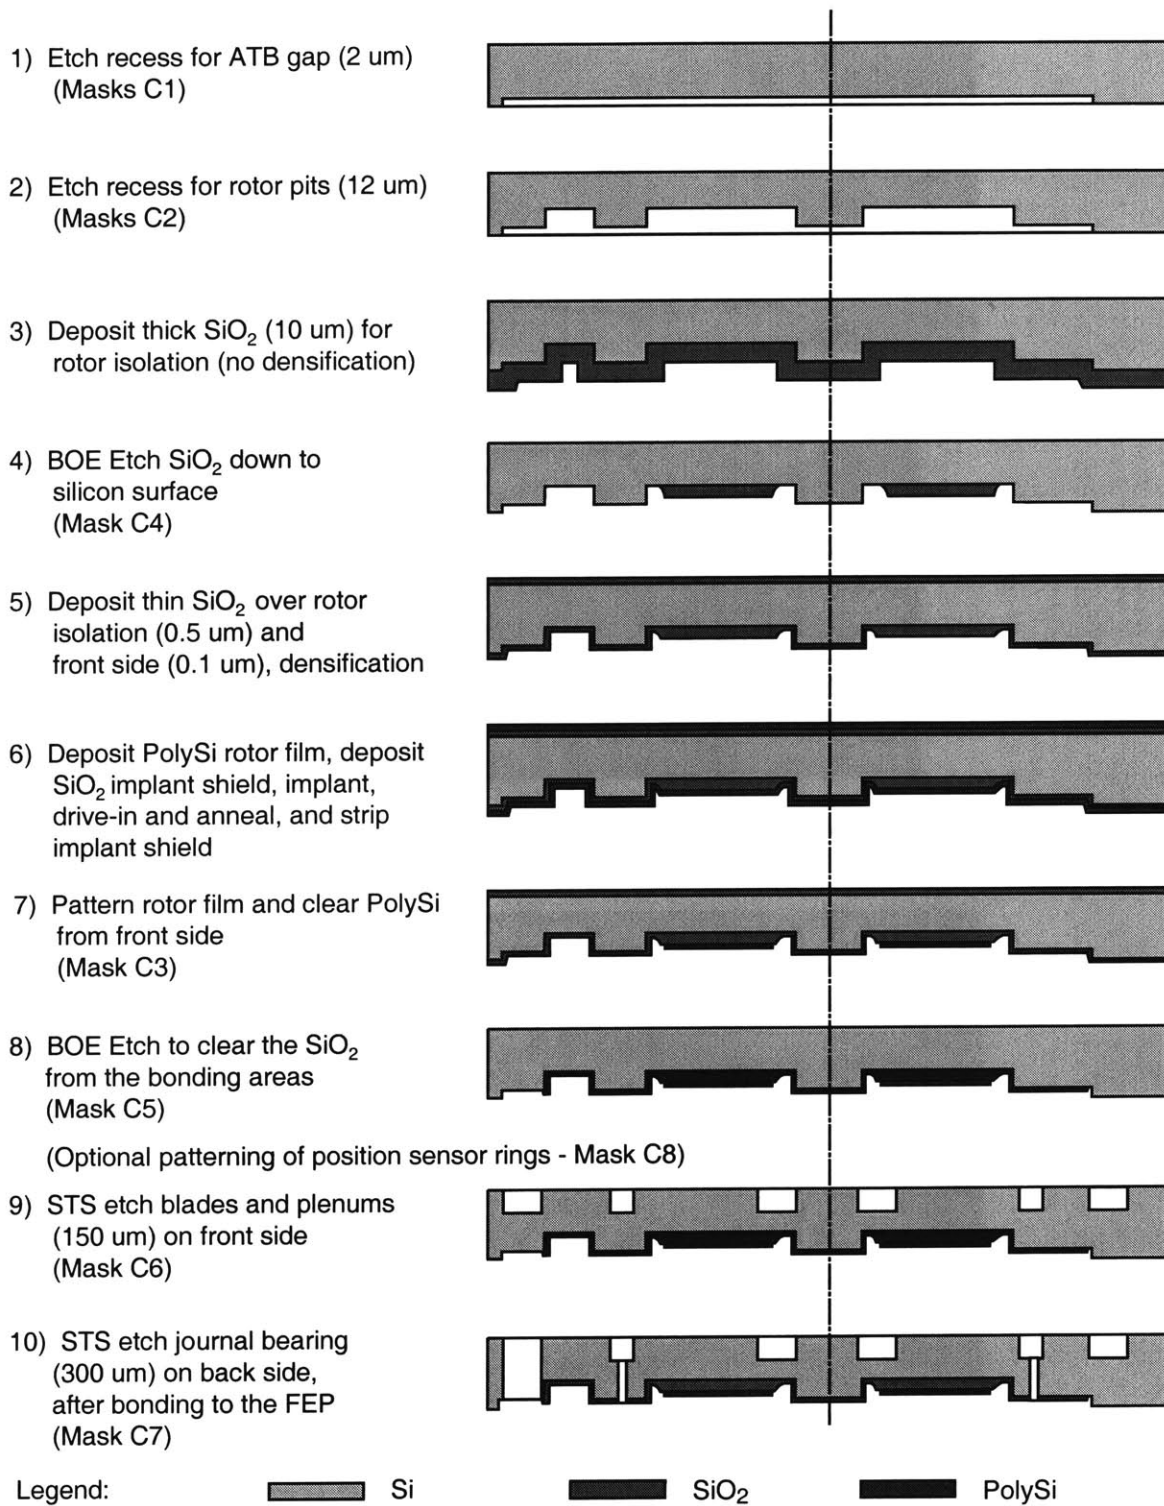 1) Etch recess for ATB gap (2 um)
(Masks C1)
2) Etch recess for rotor pits (12 um)
(Masks C2)
3) Deposit thick SiO₂ (10 um) for
rotor isolation (no densification)
4) BOE Etch SiO₂ down to
silicon surface
(Mask C4)
5) Deposit thin SiO₂ over rotor
isolation (0.5 um) and
front side (0.1 um), densification
6) Deposit PolySi rotor film, deposit
SiO₂ implant shield, implant,
drive-in and anneal, and strip
implant shield
7) Pattern rotor film and clear PolySi
from front side
(Mask C3)
8) BOE Etch to clear the SiO₂
from the bonding areas
(Mask C5)
(Optional patterning of position sensor rings - Mask C8)
9) STS etch blades and plenums
(150 um) on front side
(Mask C6)
10) STS etch journal bearing
(300 um) on back side,
after bonding to the FEP
(Mask C7)
Legend: Si SiO₂ PolySi